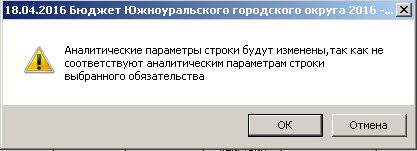 18.04.2016 Бюджет Южноуральского городского округа 2016 -...
Аналитические параметры строки будут изменены,так как не
соответствуют аналитическим параметрам строки
выбранного обязательства
OK
Отмена